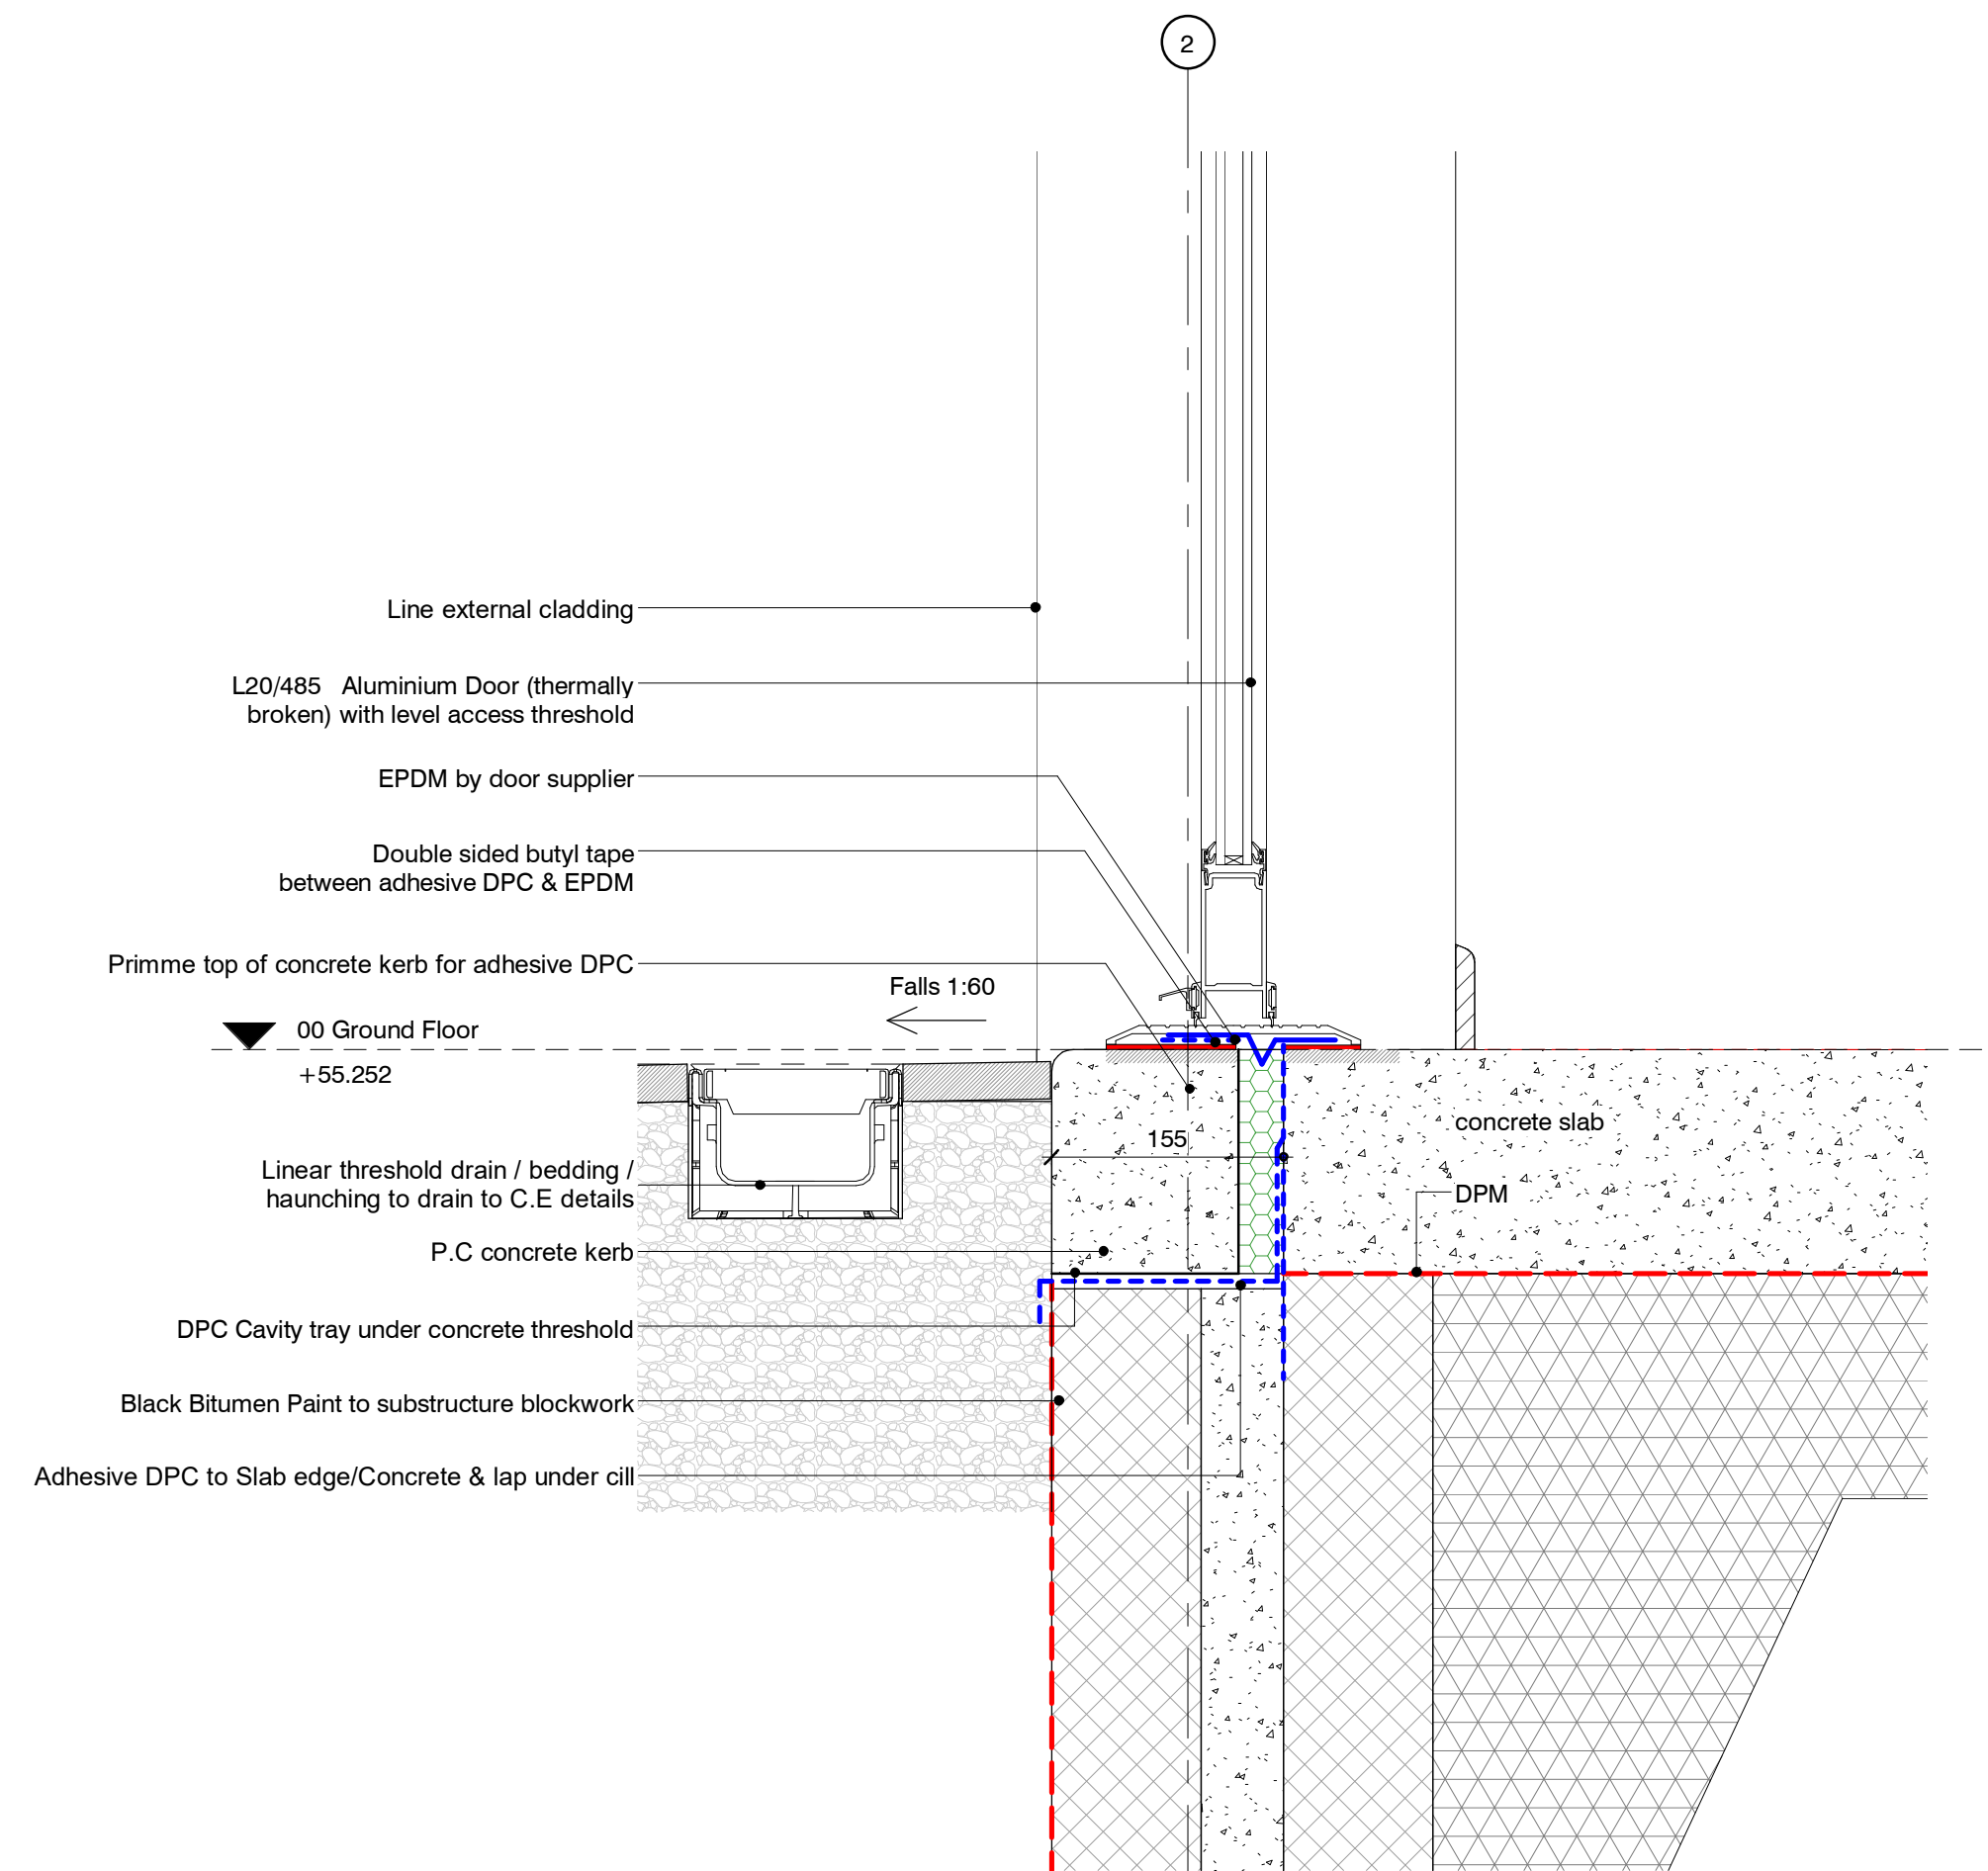 2
Line external cladding
L20/485 Aluminium Door (thermally
broken) with level access threshold
EPDM by door supplier
Double sided butyl tape
between adhesive DPC & EPDM
Primme top of concrete kerb for adhesive DPC
Falls 1:60
00 Ground Floor
+55.252
concrete slab
155
Linear threshold drain / bedding /
haunching to drain to C.E details
DPM
P.C concrete kerb
DPC Cavity tray under concrete threshold
Black Bitumen Paint to substructure blockwork
Adhesive DPC to Slab edge/Concrete & lap under cill